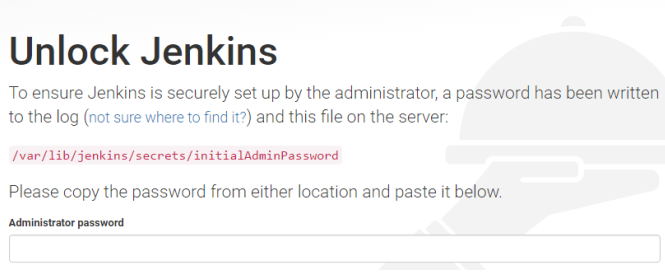 Unlock Jenkins
To ensure Jenkins is securely set up by the administrator, a password has been written
to the log (not sure where to find it?) and this file on the server:
/var/lib/jenkins/secrets/initialAdminPassword
Please copy the password from either location and paste it below.
Administrator password